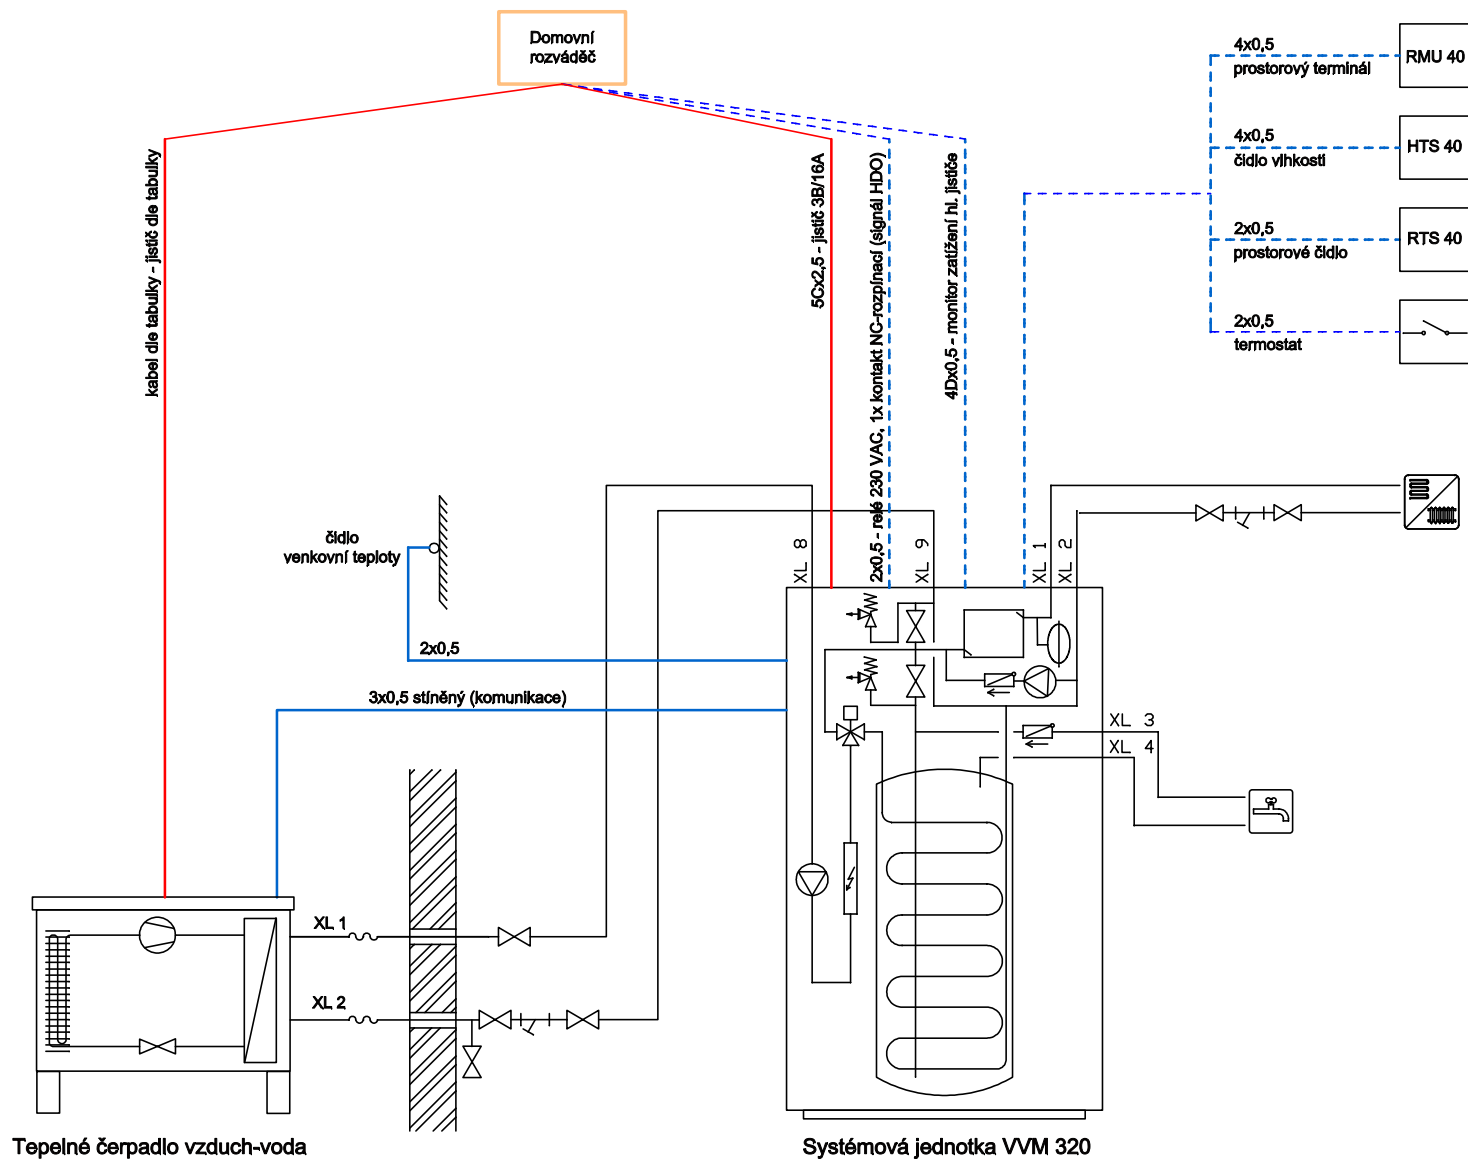 Domovní
rozváděč
4x0,5
prostorový terminál
RMU 40
4x0,5
čidlo vlhkosti
HTS 40
2x0,5
prostorové čidlo
RTS 40
2x0,5
termostat
kabel dle tabulky - jistič dle tabulky
5Cx2,5 - jistič 3B/16A
2x0,5 - relé 230 VAC, 1x kontakt NC-rozpínací (signál HDO)
4Dx0,5 - monitor zatížení hl. jističe
čidlo
venkovní teploty
2x0,5
3x0,5 stíněný (komunikace)
XL 8
XL 9
XL 1
XL 2
XL 3
XL 4
XL 1
XL 2
Tepelné čerpadlo vzduch-voda
Systémová jednotka VVM 320